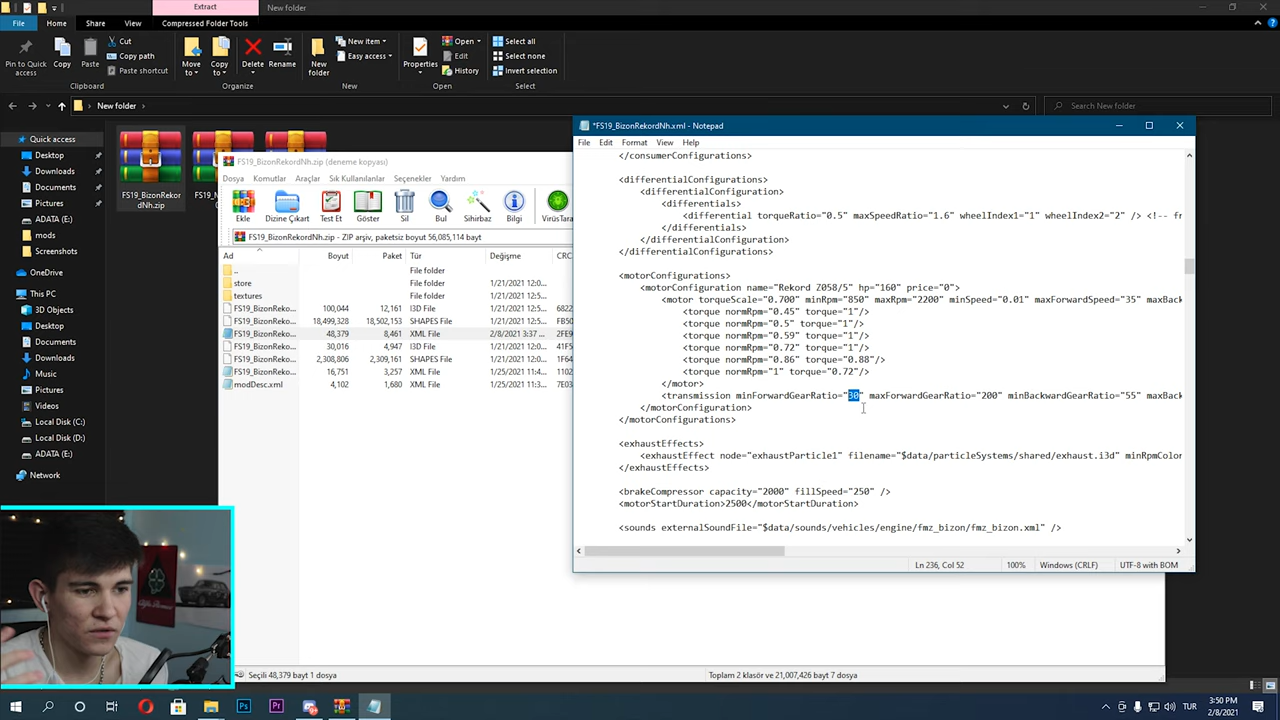 Extract
New folder
File
Home
Share
View
Compressed Folder Tools
Pin to Quick access
Copy
Paste
Cut
Copy path
Paste shortcut
Move to
Copy to
Delete
Rename
New folder
New item
Easy access
Properties
Open
Edit
History
Select all
Select none
Invert selection
Clipboard
Organize
New
Open
Select
New folder
Search New folder
Quick access
Desktop
Downloads
Documents
Pictures
ADATA (E:)
mods
Screenshots
OneDrive
This PC
3D Objects
Desktop
Documents
Downloads
Music
Pictures
Videos
Local Disk (C:)
Local Disk (D:)
ADATA (E:)
Network
FS19_BizonRekordNh.zip
FS19_BizonRekordNh.zip (deneme kopyası)
Dosya Komutlar Araçlar Sık Kullanılanlar Seçenekler Yardım
Ekle Dizine Çıkart Test Et Göster Sil Bul Sihirbaz Bilgi VirüsTara
FS19_BizonRekordNh.zip - ZIP arşiv, paketsiz boyut 56,085,114 bayt
Ad Boyut Paket Tür Değişme CRC
..  File folder
store File folder 1/21/2021 12:0...
textures File folder 1/21/2021 12:0...
FS19_BizonReko... 100,044 12,161 I3D File 1/21/2021 12:5... 6822
FS19_BizonReko... 18,499,328 18,502,153 SHAPES File 1/21/2021 12:5... FB50
FS19_BizonReko... 48,379 8,461 XML File 2/8/2021 3:37 ... 2FE9
FS19_BizonReko... 30,016 4,947 I3D File 1/21/2021 12:5... 41F5
FS19_BizonReko... 2,308,806 2,309,161 SHAPES File 1/21/2021 12:5... 1F64
FS19_BizonReko... 16,751 3,257 XML File 1/21/2021 11:4... 1102
modDesc.xml 4,102 1,680 XML File 1/21/2021 11:3... 7E03
Seçili 48,379 bayt 1 dosya
Toplam 2 klasör ve 21,007,426 bayt 7 dosya
*FS19_BizonRekordNh.xml - Notepad
File Edit Format View Help
</consumerConfigurations>
<differentialConfigurations>
<differentialConfiguration>
<differentials>
<differential torqueRatio="0.5" maxSpeedRatio="1.6" wheelIndex1="1" wheelIndex2="2" /> <!-- fr
</differentials>
</differentialConfiguration>
</differentialConfigurations>
<motorConfigurations>
<motorConfiguration name="Rekord Z058/5" hp="160" price="0">
<motor torqueScale="0.700" minRpm="850" maxRpm="2200" minSpeed="0.01" maxForwardSpeed="35" maxBack
<torque normRpm="0.45" torque="1"/>
<torque normRpm="0.5" torque="1"/>
<torque normRpm="0.59" torque="1"/>
<torque normRpm="0.72" torque="1"/>
<torque normRpm="0.86" torque="0.88"/>
<torque normRpm="1" torque="0.72"/>
</motor>
<transmission minForwardGearRatio="30" maxForwardGearRatio="200" minBackwardGearRatio="55" maxBack
</motorConfiguration>
</motorConfigurations>
<exhaustEffects>
<exhaustEffect node="exhaustParticle1" filename="$data/particleSystems/shared/exhaust.i3d" minRpmColor
</exhaustEffects>
<brakeCompressor capacity="2000" fillSpeed="250" />
<motorStartDuration>2500</motorStartDuration>
<sounds externalSoundFile="$data/sounds/vehicles/engine/fmz_bizon/fmz_bizon.xml" />
Ln 236, Col 52 100% Windows (CRLF) UTF-8 with BOM
TUR
3:50 PM
2/8/2021